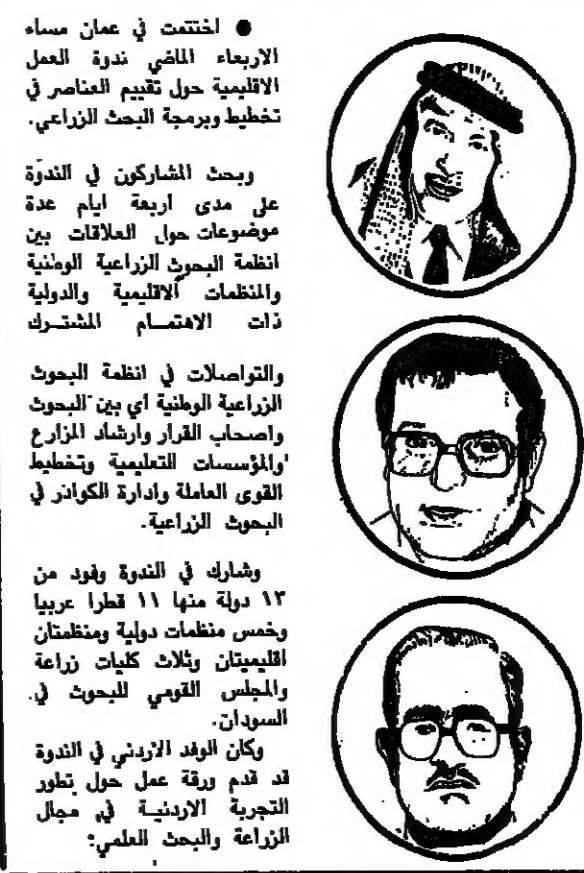 ● اختتمت في عمان مساء
الاربعاء الماضي ندوة العمل
الاقليمية حول تقييم العناصر في
تخطيط وبرمجة البحث الزراعي.
وبحث المشاركون في الندوة
على مدى اربعة ايام عدة
موضوعات حول العلاقات بين
انظمة البحوث الزراعية الوطنية
والمنظمات الاقليمية والدولية
ذات الاهتمام المشترك
والتواصلات في انظمة البحوث
الزراعية الوطنية اي بين البحوث
واصحاب القرار وارشاد المزارع
والمؤسسات التعليمية وتخطيط
القوى العاملة وادارة الكوادر في
البحوث الزراعية.
وشارك في الندوة وفود من
١٣ دولة منها ١١ قطرا عربيا
وخمس منظمات دولية ومنظمتان
اقليميتان وثلاث كليات زراعة
والمجلس القومي للبحوث في
السودان.
وكان الوفد الاردني في الندوة
قد قدم ورقة عمل حول تطور
التجربة الاردنية في مجال
الزراعة والبحث العلمي: